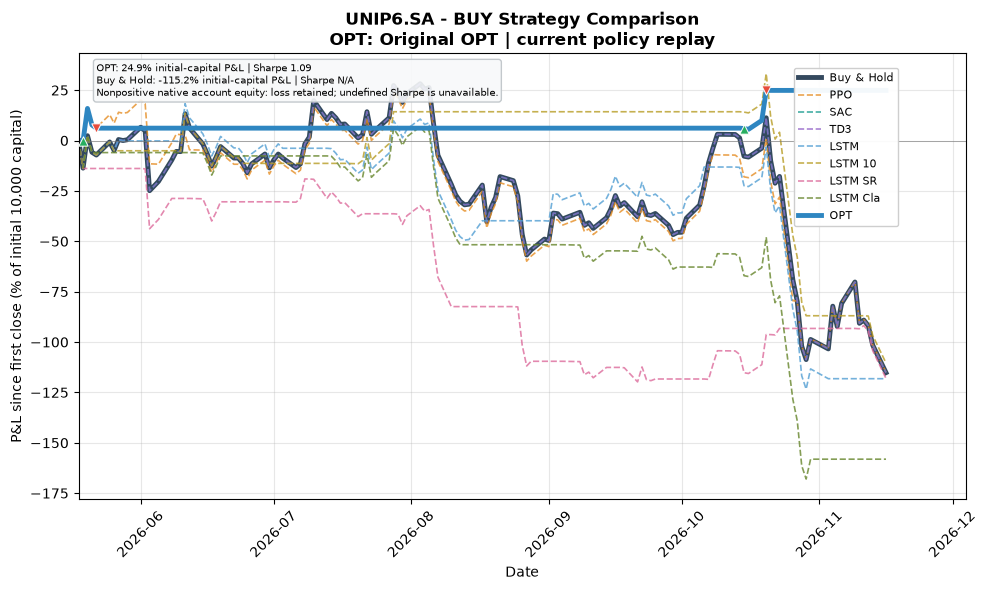 UNIP6.SA - BUY Strategy Comparison
OPT: Original OPT | current policy replay
OPT: 24.9% initial-capital P&L | Sharpe 1.09
Buy & Hold: -115.2% initial-capital P&L | Sharpe N/A
Nonpositive native account equity: loss retained; undefined Sharpe is unavailable.
Buy & Hold
PPO
SAC
TD3
LSTM
LSTM 10
LSTM SR
LSTM Cla
OPT
P&L since first close (% of initial 10,000 capital)
25
0
−25
−50
−75
−100
−125
−150
−175
2026-06
2026-07
2026-08
2026-09
2026-10
2026-11
2026-12
Date